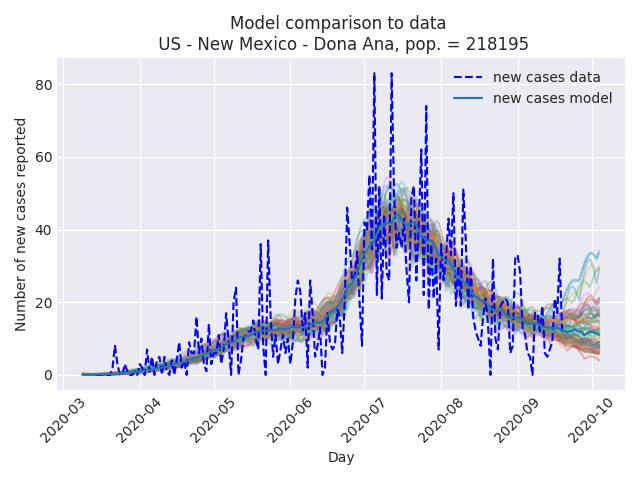 Model comparison to data
US - New Mexico - Dona Ana, pop. = 218195
new cases data
new cases model
Number of new cases reported
80
60
40
20
0
2020-03
2020-04
2020-05
2020-06
2020-07
2020-08
2020-09
2020-10
Day